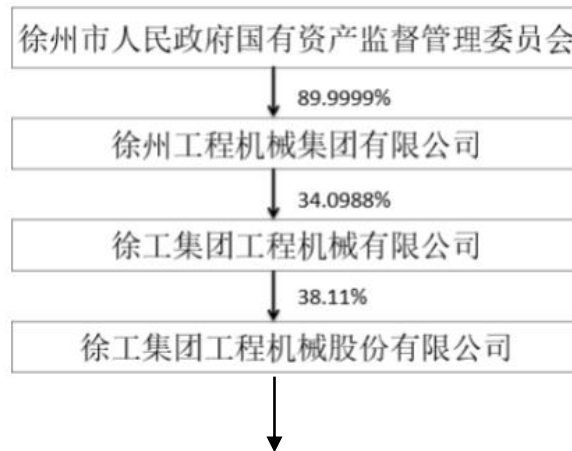 徐州市人民政府国有资产监督管理委员会
89.9999%
徐州工程机械集团有限公司
34.0988%
徐工集团工程机械有限公司
38.11%
徐工集团工程机械股份有限公司